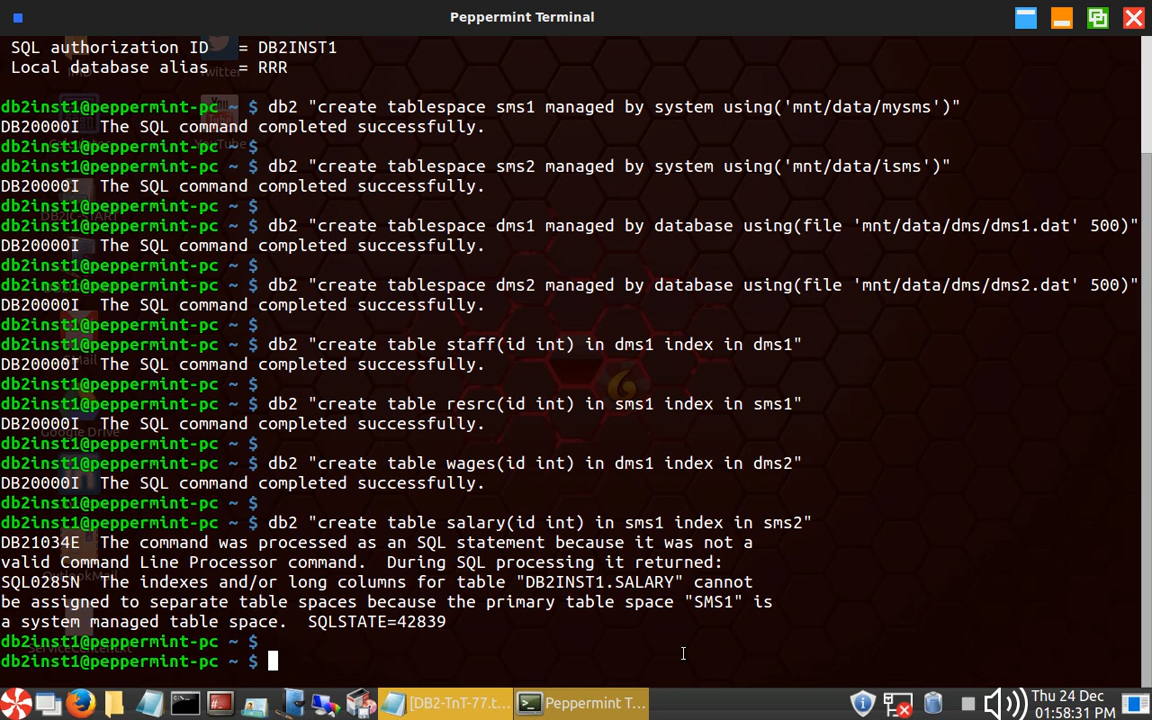 Peppermint Terminal
SQL authorization ID   = DB2INST1
Local database alias   = RRR
db2inst1@peppermint-pc ~ $ db2 "create tablespace sms1 managed by system using('mnt/data/mysms')"
DB20000I  The SQL command completed successfully.
db2inst1@peppermint-pc ~ $
db2inst1@peppermint-pc ~ $ db2 "create tablespace sms2 managed by system using('mnt/data/isms')"
DB20000I  The SQL command completed successfully.
db2inst1@peppermint-pc ~ $
db2inst1@peppermint-pc ~ $ db2 "create tablespace dms1 managed by database using(file 'mnt/data/dms/dms1.dat' 500)"
DB20000I  The SQL command completed successfully.
db2inst1@peppermint-pc ~ $
db2inst1@peppermint-pc ~ $ db2 "create tablespace dms2 managed by database using(file 'mnt/data/dms/dms2.dat' 500)"
DB20000I  The SQL command completed successfully.
db2inst1@peppermint-pc ~ $
db2inst1@peppermint-pc ~ $ db2 "create table staff(id int) in dms1 index in dms1"
DB20000I  The SQL command completed successfully.
db2inst1@peppermint-pc ~ $
db2inst1@peppermint-pc ~ $ db2 "create table resrc(id int) in sms1 index in sms1"
DB20000I  The SQL command completed successfully.
db2inst1@peppermint-pc ~ $
db2inst1@peppermint-pc ~ $ db2 "create table wages(id int) in dms1 index in dms2"
DB20000I  The SQL command completed successfully.
db2inst1@peppermint-pc ~ $
db2inst1@peppermint-pc ~ $ db2 "create table salary(id int) in sms1 index in sms2"
DB21034E  The command was processed as an SQL statement because it was not a
valid Command Line Processor command.  During SQL processing it returned:
SQL0285N  The indexes and/or long columns for table "DB2INST1.SALARY" cannot
be assigned to separate table spaces because the primary table space "SMS1" is
a system managed table space.  SQLSTATE=42839
db2inst1@peppermint-pc ~ $
db2inst1@peppermint-pc ~ $
[DB2-TnT-77.t...
Peppermint T...
Thu 24 Dec
01:58:31 PM